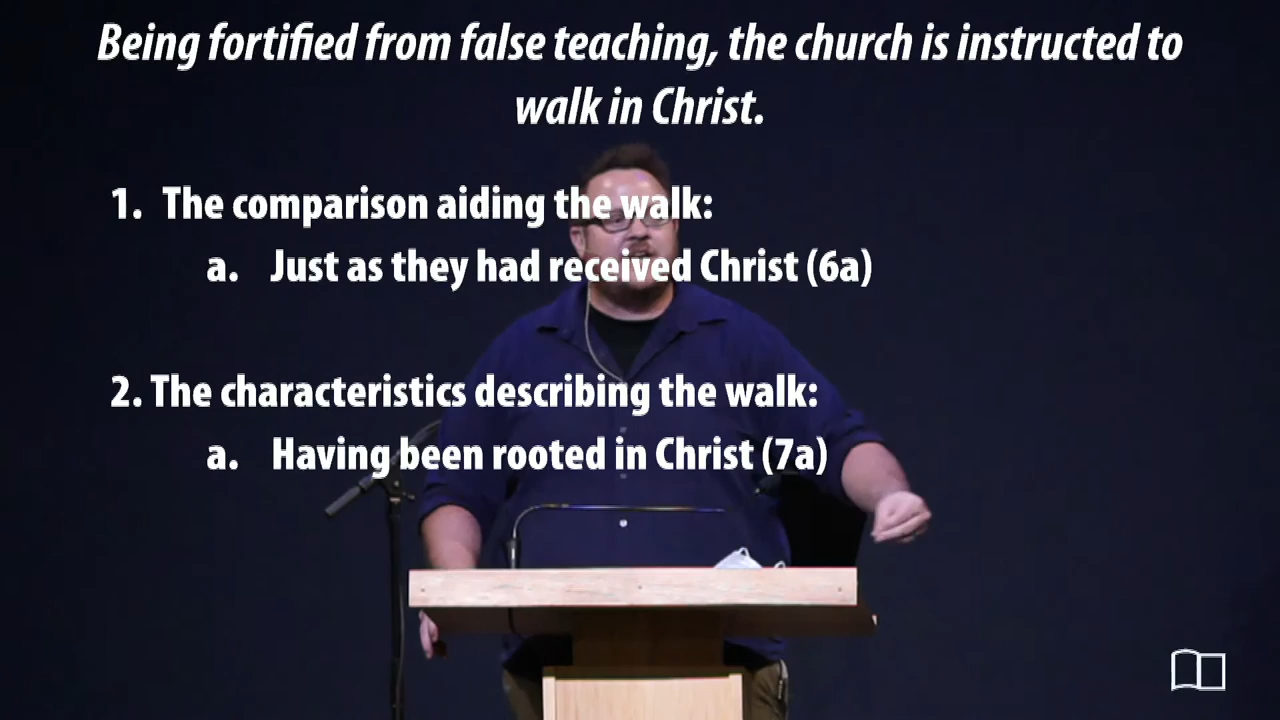 Being fortified from false teaching, the church is instructed to
walk in Christ.
1. The comparison aiding the walk:
a. Just as they had received Christ (6a)
2. The characteristics describing the walk:
a. Having been rooted in Christ (7a)